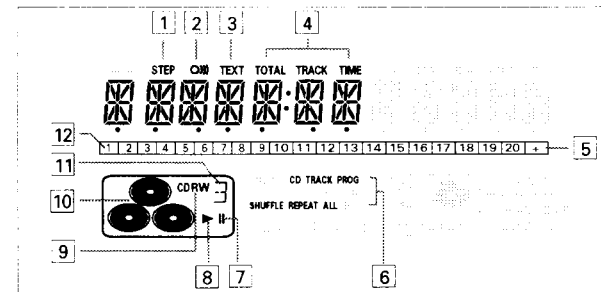 1 2 3 4
STEP TEXT TOTAL TRACK TIME
12 1 2 3 4 5 6 7 8 9 10 11 12 13 14 15 16 17 18 19 20 + 5
11
10 CDRW CD TRACK PROG
SHUFFLE REPEAT ALL
9 8 7 6